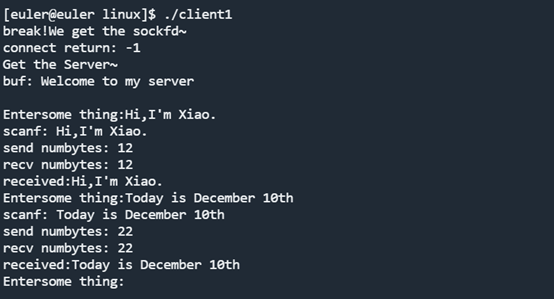 [euler@euler linux]$ ./client1
break!We get the sockfd~
connect return: -1
Get the Server~
buf: Welcome to my server
Entersome thing:Hi,I'm Xiao.
scanf: Hi,I'm Xiao.
send numbytes: 12
recv numbytes: 12
received:Hi,I'm Xiao.
Entersome thing:Today is December 10th
scanf: Today is December 10th
send numbytes: 22
recv numbytes: 22
received:Today is December 10th
Entersome thing: